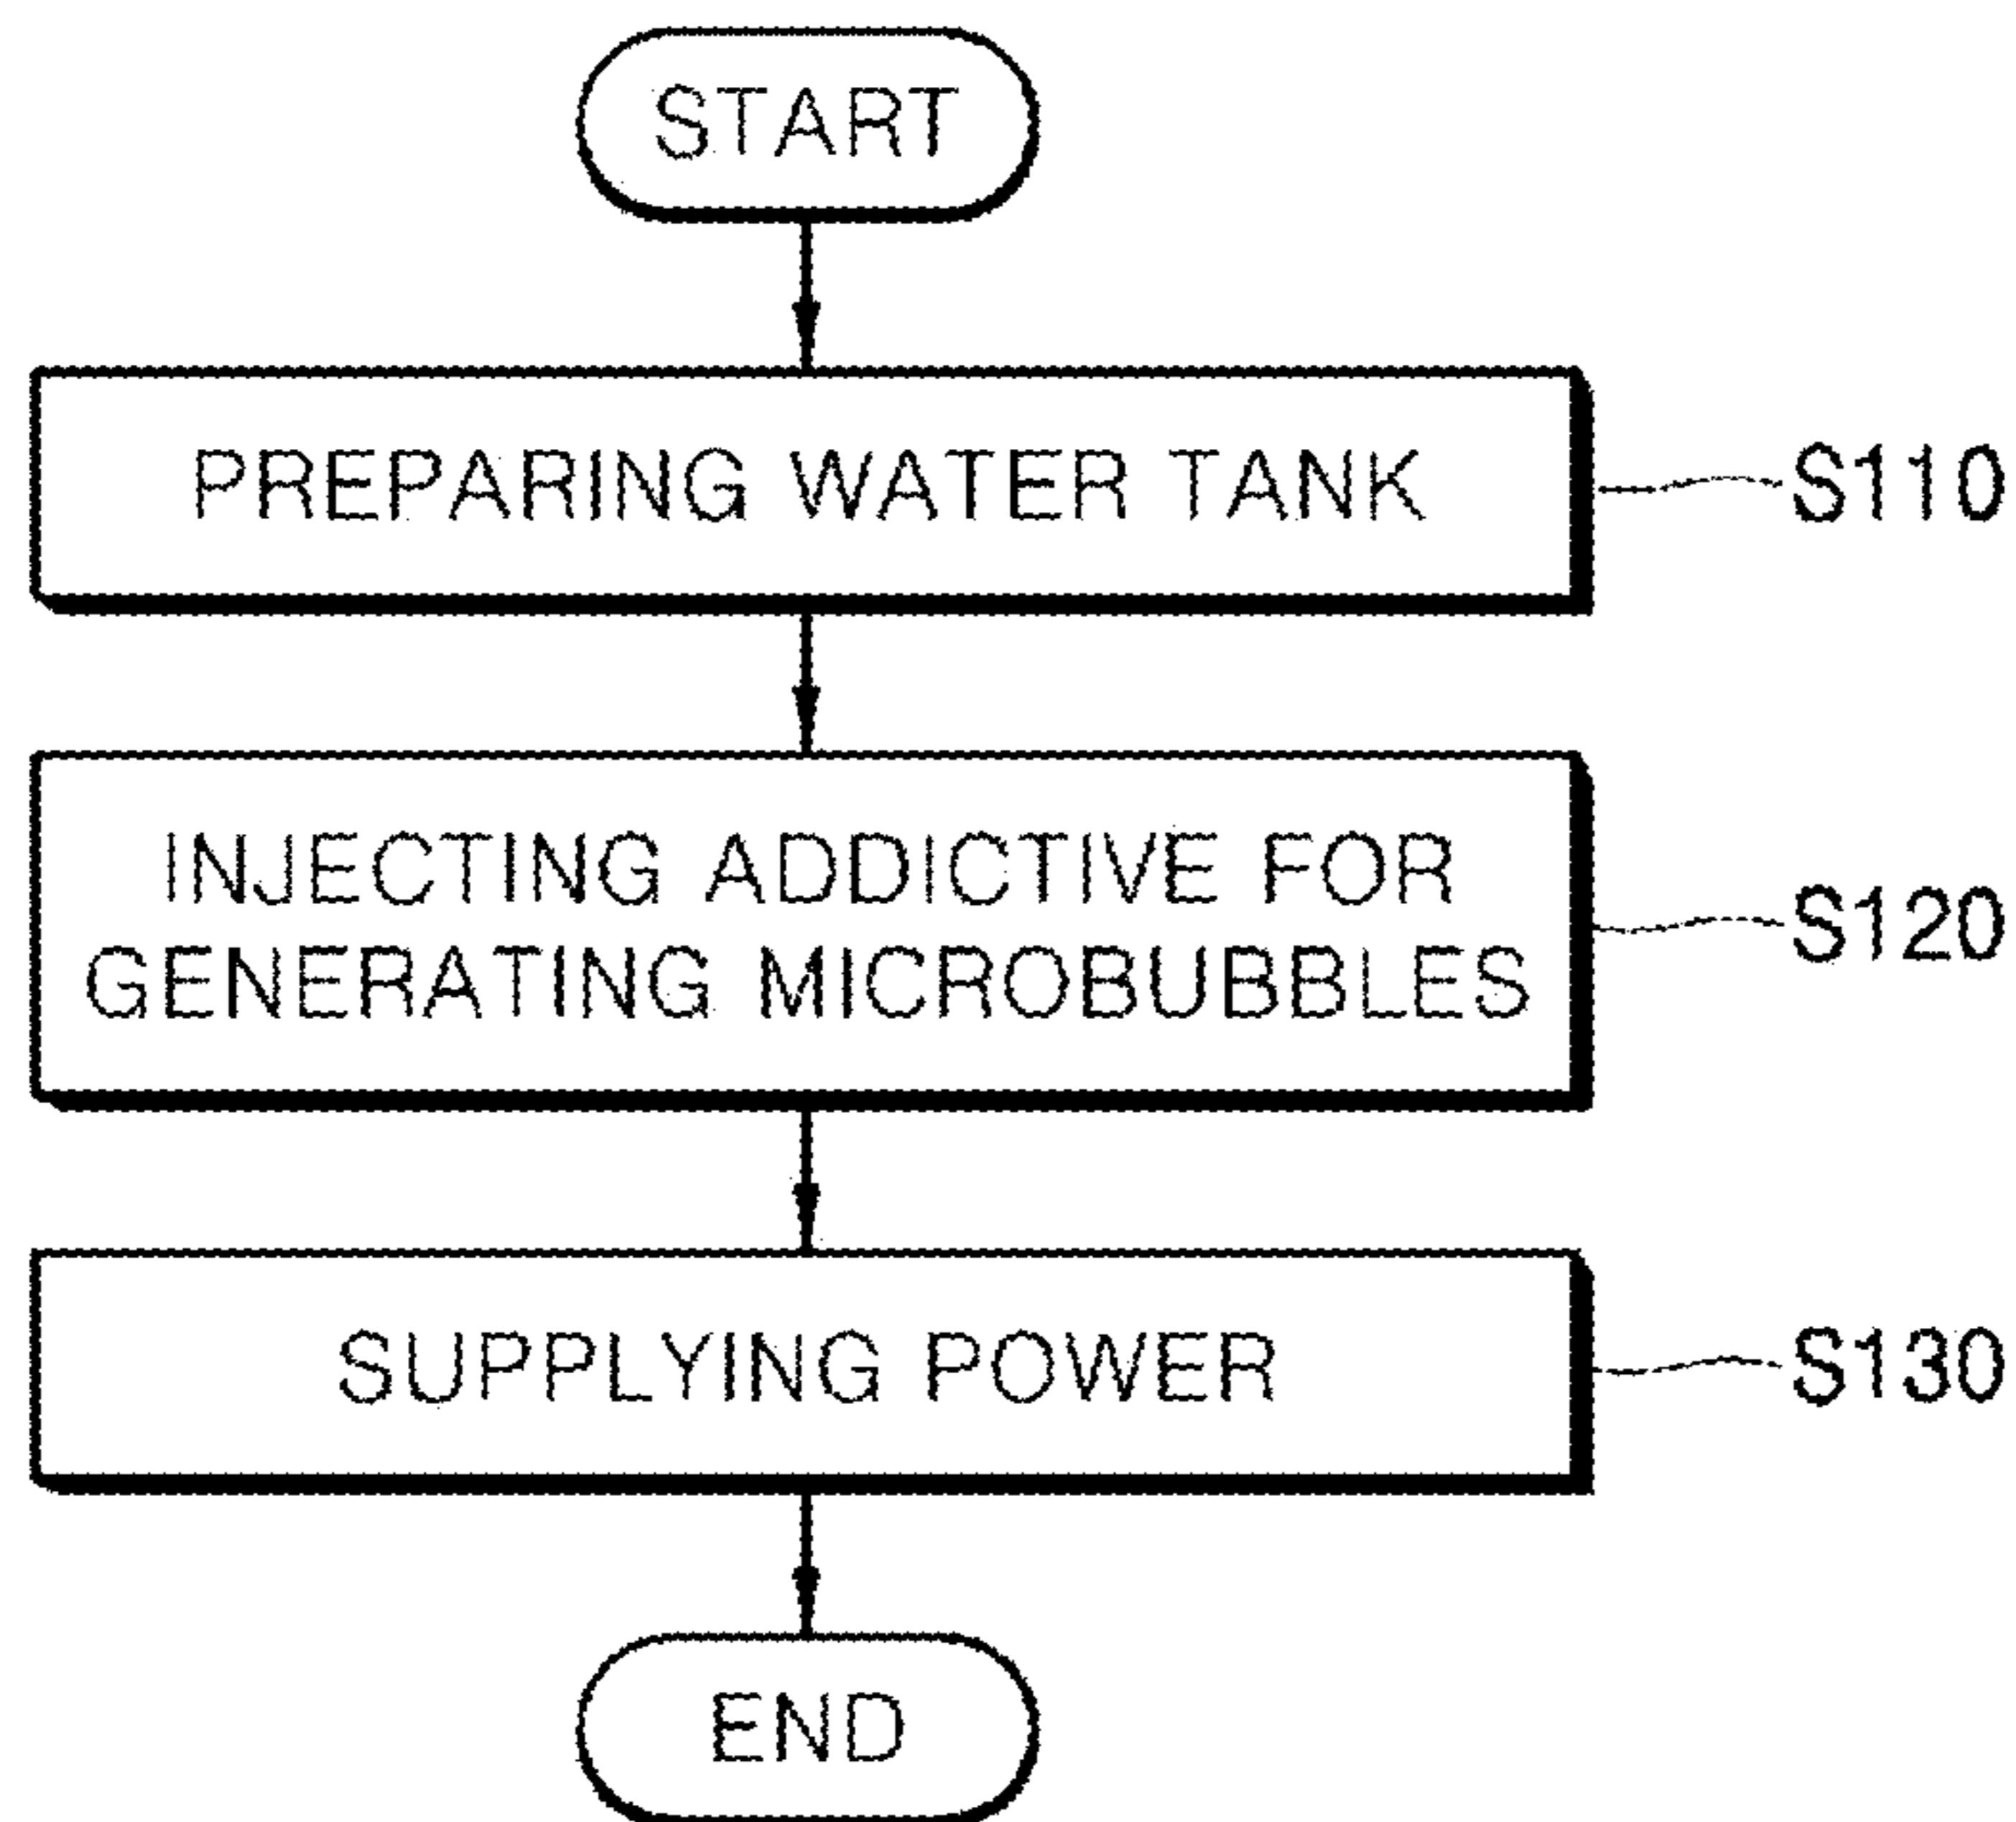 START
PREPARING WATER TANK
S110
INJECTING ADDICTIVE FOR
GENERATING MICROBUBBLES
S120
SUPPLYING POWER
S130
END